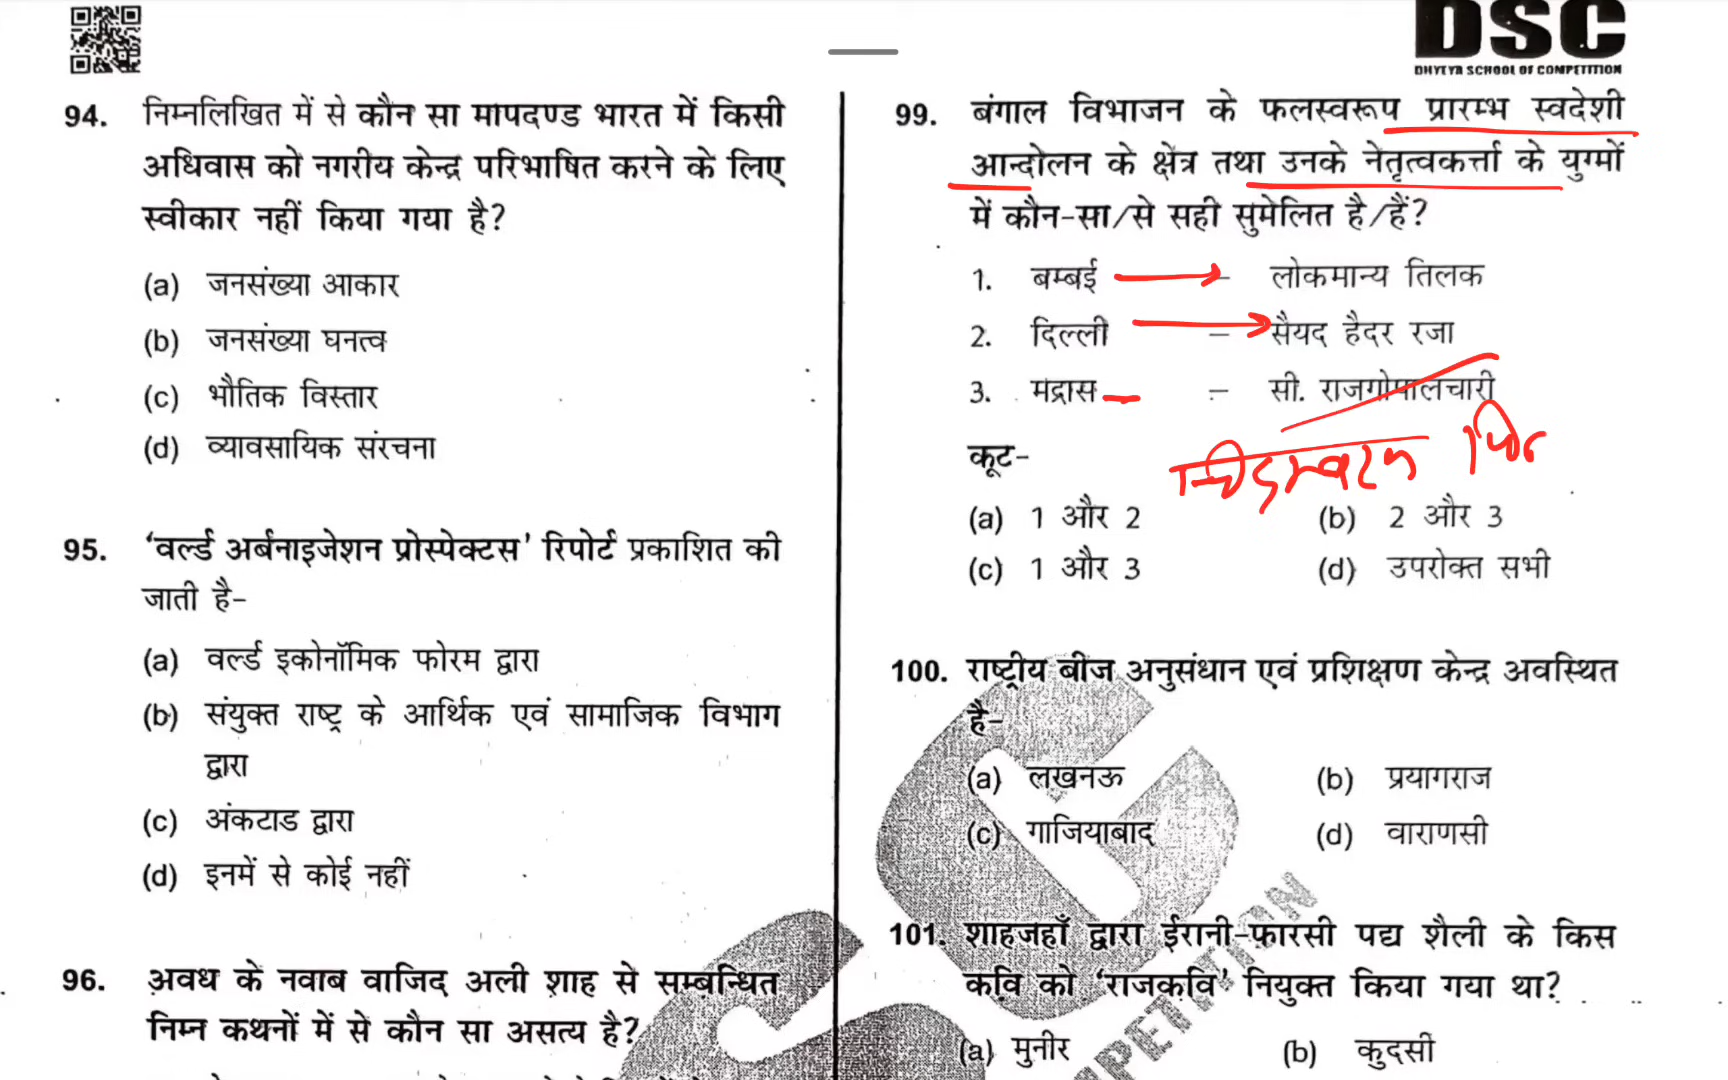 DSC
DHYEYA SCHOOL OF COMPETITION
94. निम्नलिखित में से कौन सा मापदण्ड भारत में किसी
अधिवास को नगरीय केन्द्र परिभाषित करने के लिए
स्वीकार नहीं किया गया है?
(a) जनसंख्या आकार
(b) जनसंख्या घनत्व
(c) भौतिक विस्तार
(d) व्यावसायिक संरचना
95. 'वर्ल्ड अर्बनाइजेशन प्रोस्पेक्टस' रिपोर्ट प्रकाशित की
जाती है-
(a) वर्ल्ड इकोनॉमिक फोरम द्वारा
(b) संयुक्त राष्ट्र के आर्थिक एवं सामाजिक विभाग
द्वारा
(c) अंकटाड द्वारा
(d) इनमें से कोई नहीं
96. अवध के नवाब वाजिद अली शाह से सम्बन्धित
निम्न कथनों में से कौन सा असत्य है?
99. बंगाल विभाजन के फलस्वरूप प्रारम्भ स्वदेशी
आन्दोलन के क्षेत्र तथा उनके नेतृत्वकर्त्ता के युग्मों
में कौन-सा/से सही सुमेलित है/हैं?
1. बम्बई – लोकमान्य तिलक
2. दिल्ली – सैयद हैदर रजा
3. मद्रास – सी. राजगोपालचारी
कूट-
(a) 1 और 2 (b) 2 और 3
(c) 1 और 3 (d) उपरोक्त सभी
100. राष्ट्रीय बीज अनुसंधान एवं प्रशिक्षण केन्द्र अवस्थित
है-
(a) लखनऊ (b) प्रयागराज
(c) गाजियाबाद (d) वाराणसी
101. शाहजहाँ द्वारा ईरानी-फ़ारसी पद्य शैली के किस
कवि को 'राजकवि' नियुक्त किया गया था?
(a) मुनीर (b) कुदसी